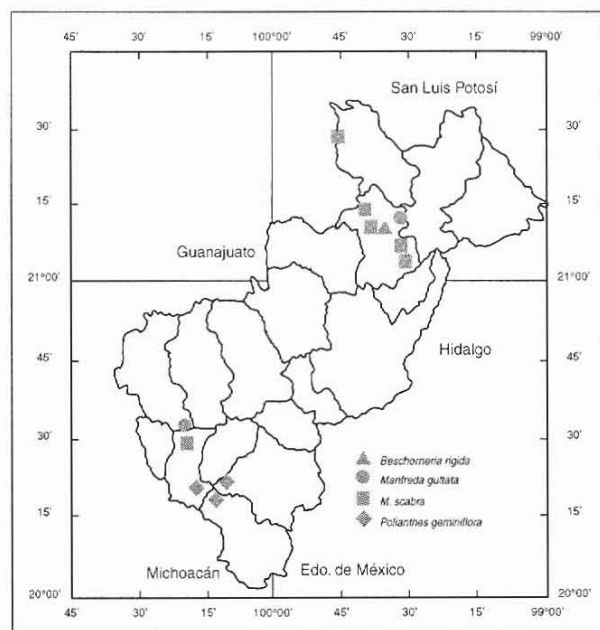 45' 30' 15' 100°00' 45' 30' 15' 99°00'
San Luis Potosí
30' 30'
15' 15'
Guanajuato
21°00' 21°00'
Hidalgo
45' 45'
30' 30'
Beschorneria rigida
Manfreda guttata
M. scabra
Polianthes geminiflora
15' 15'
Michoacán Edo. de México
20°00' 20°00'
45' 30' 15' 100°00' 45' 30' 15' 99°00'